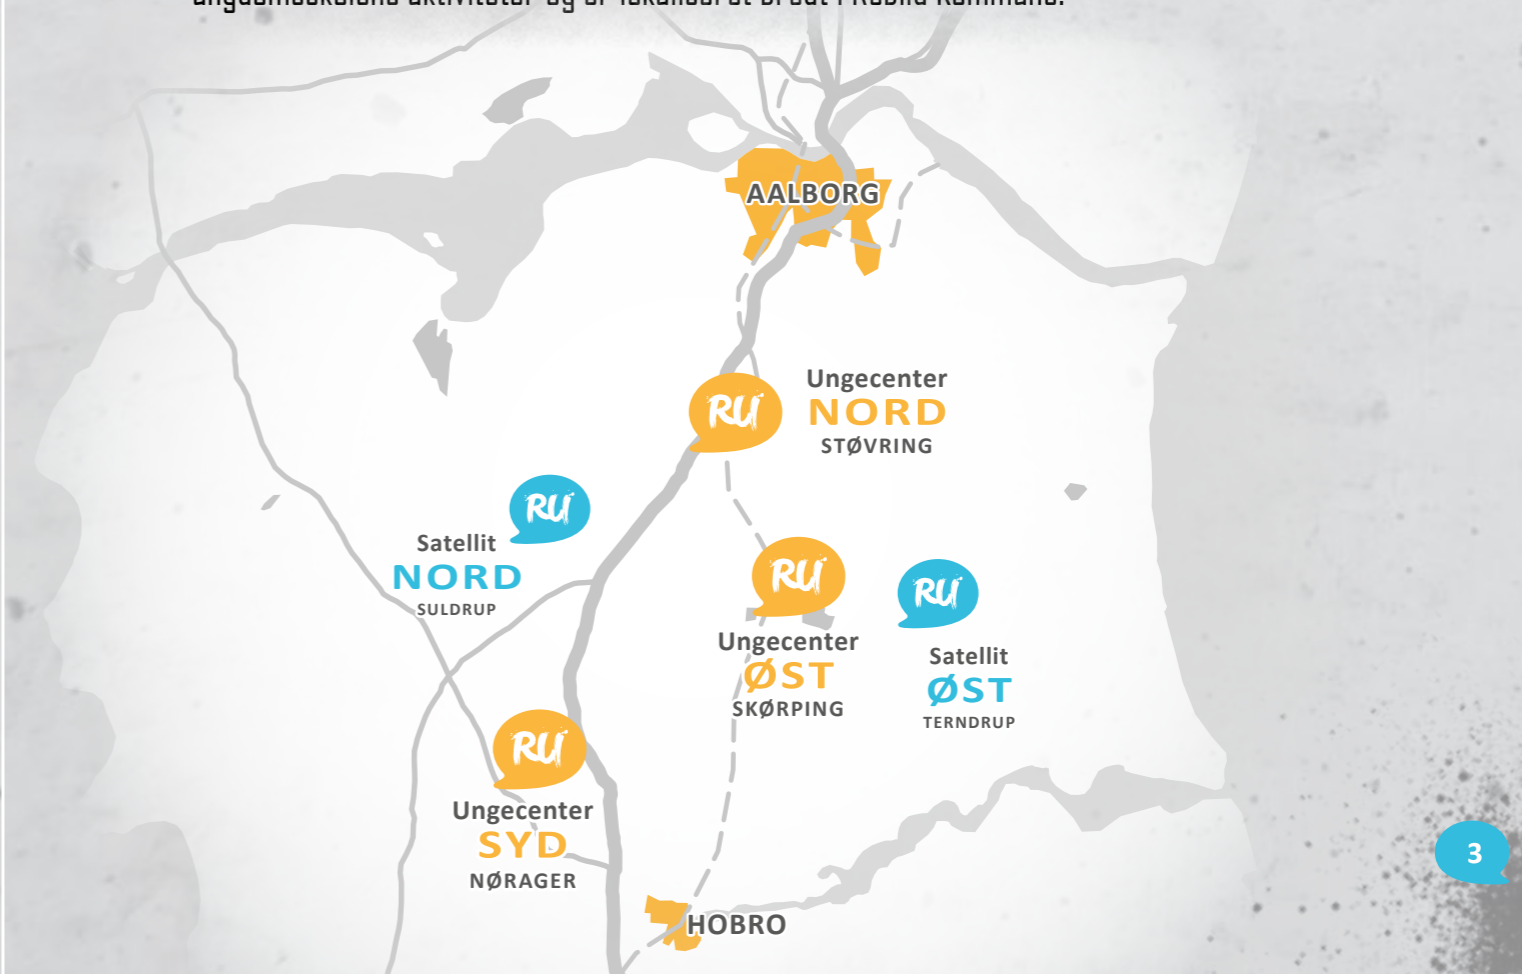 AALBORG
Ungecenter
NORD
STØVRING
RU
RU
Satellit
NORD
SULDRUP
RU
RU
Ungecenter
ØST
SKØRPING
Satellit
ØST
TERNDRUP
RU
Ungecenter
SYD
NØRAGER
3
HOBRO